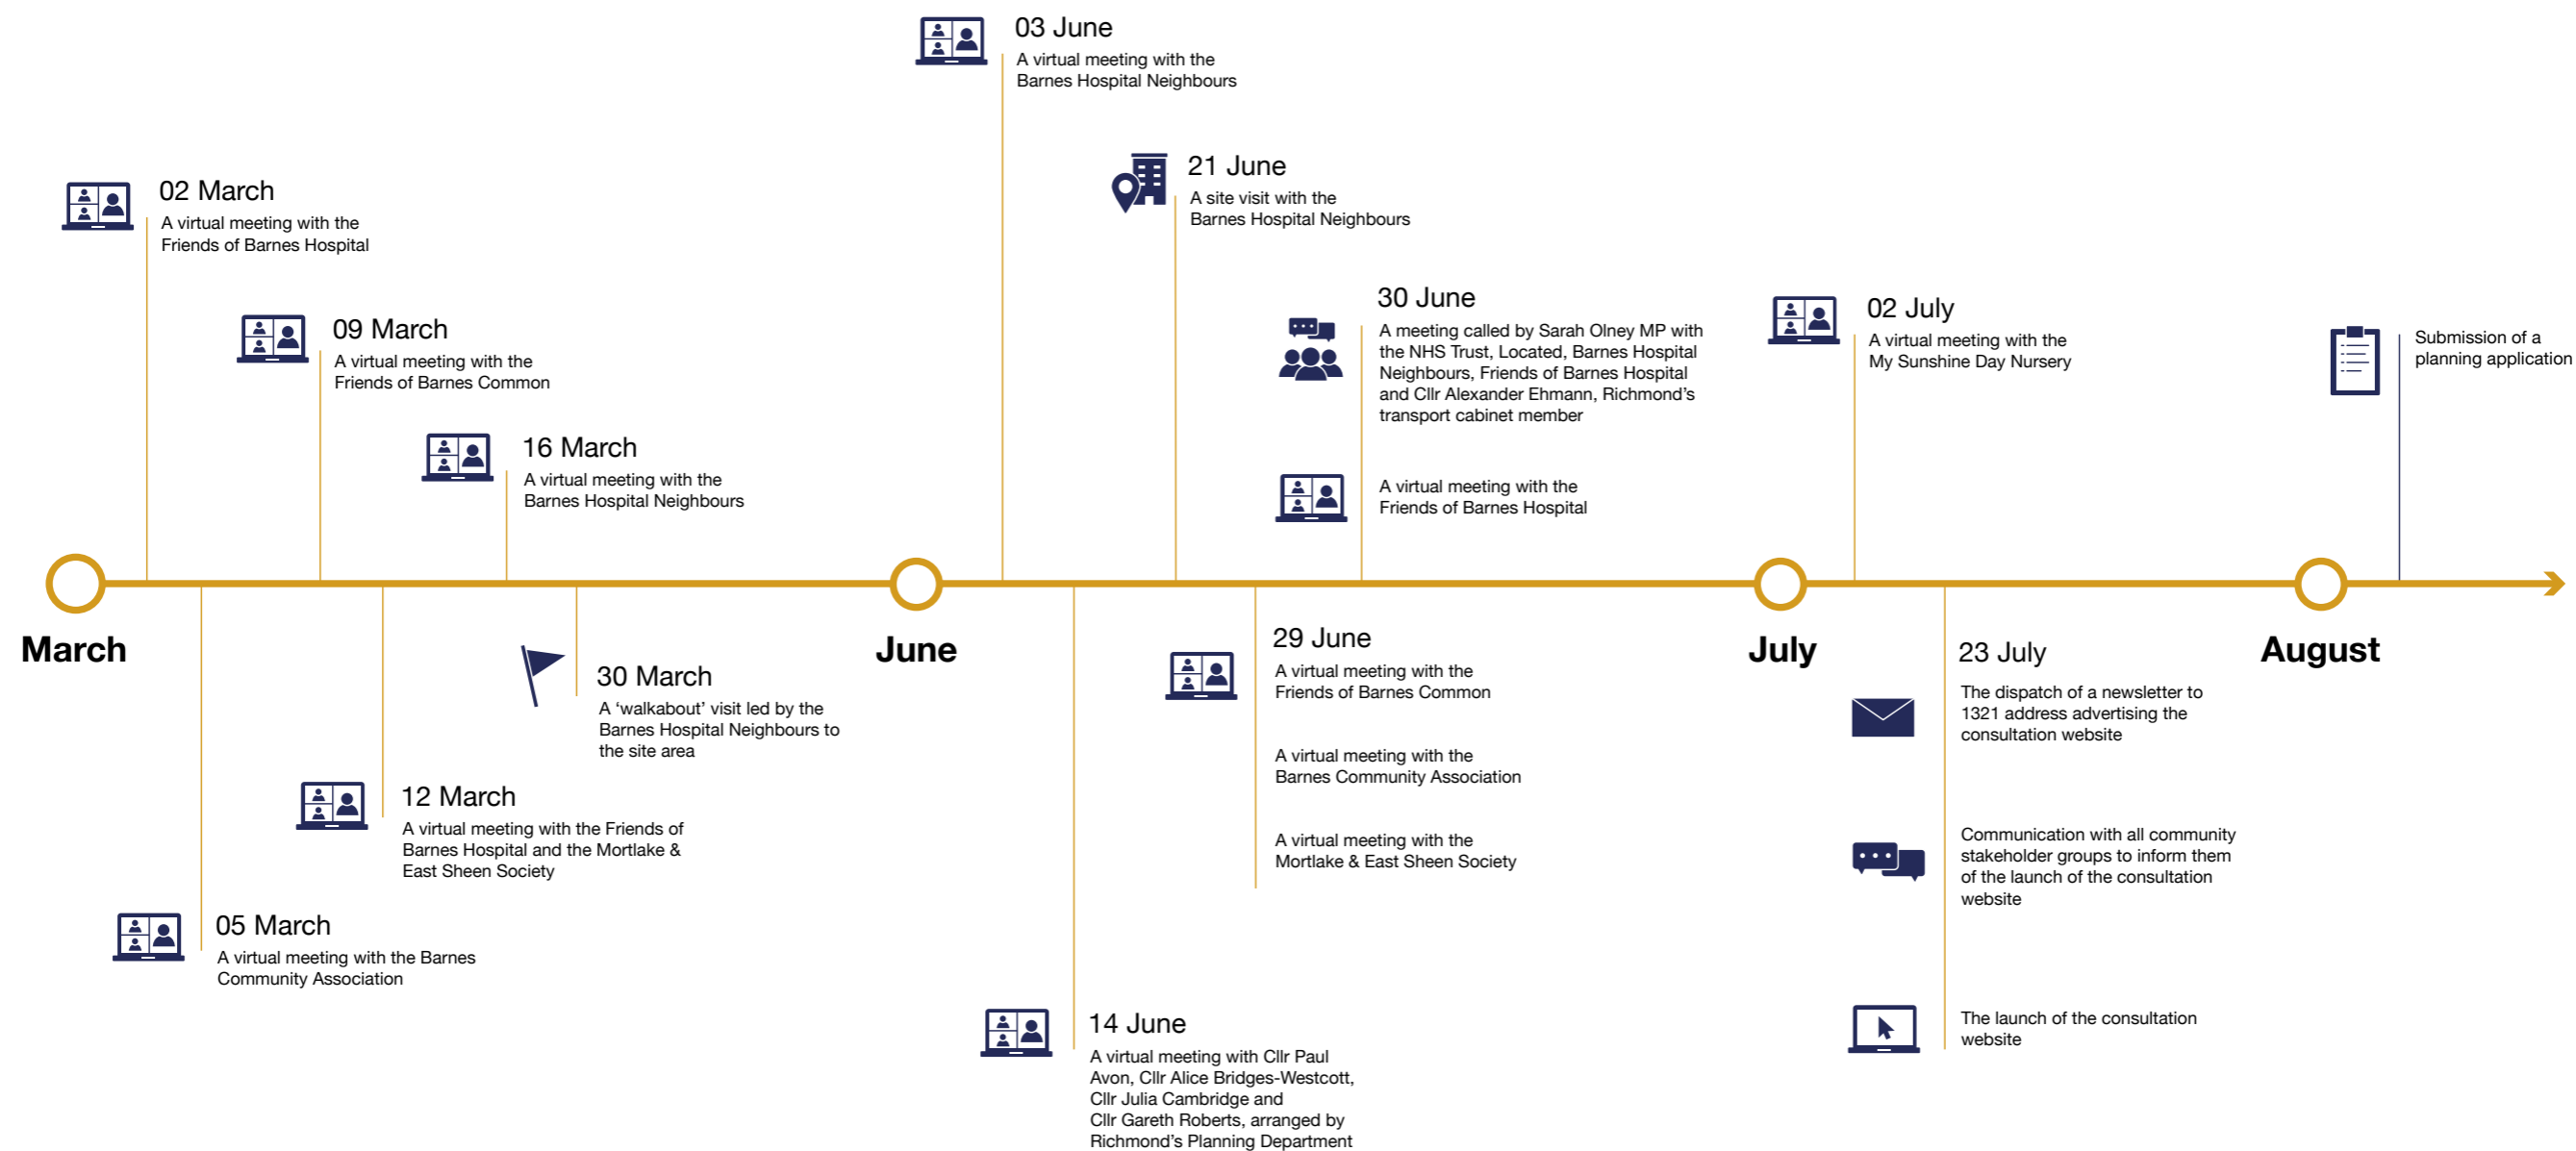 03 June
A virtual meeting with the
Barnes Hospital Neighbours
21 June
A site visit with the
Barnes Hospital Neighbours
02 March
A virtual meeting with the
Friends of Barnes Hospital
30 June
A meeting called by Sarah Olney MP with
the NHS Trust, Located, Barnes Hospital
Neighbours, Friends of Barnes Hospital
and Cllr Alexander Ehmann, Richmond’s
transport cabinet member
A virtual meeting with the
Friends of Barnes Hospital
02 July
A virtual meeting with the
My Sunshine Day Nursery
Submission of a
planning application
09 March
A virtual meeting with the
Friends of Barnes Common
16 March
A virtual meeting with the
Barnes Hospital Neighbours
March
June
July
August
30 March
A ‘walkabout’ visit led by the
Barnes Hospital Neighbours to
the site area
29 June
A virtual meeting with the
Friends of Barnes Common
A virtual meeting with the
Barnes Community Association
A virtual meeting with the
Mortlake & East Sheen Society
23 July
The dispatch of a newsletter to
1321 address advertising the
consultation website
Communication with all community
stakeholder groups to inform them
of the launch of the consultation
website
The launch of the consultation
website
12 March
A virtual meeting with the Friends of
Barnes Hospital and the Mortlake &
East Sheen Society
05 March
A virtual meeting with the Barnes
Community Association
14 June
A virtual meeting with Cllr Paul
Avon, Cllr Alice Bridges-Westcott,
Cllr Julia Cambridge and
Cllr Gareth Roberts, arranged by
Richmond’s Planning Department